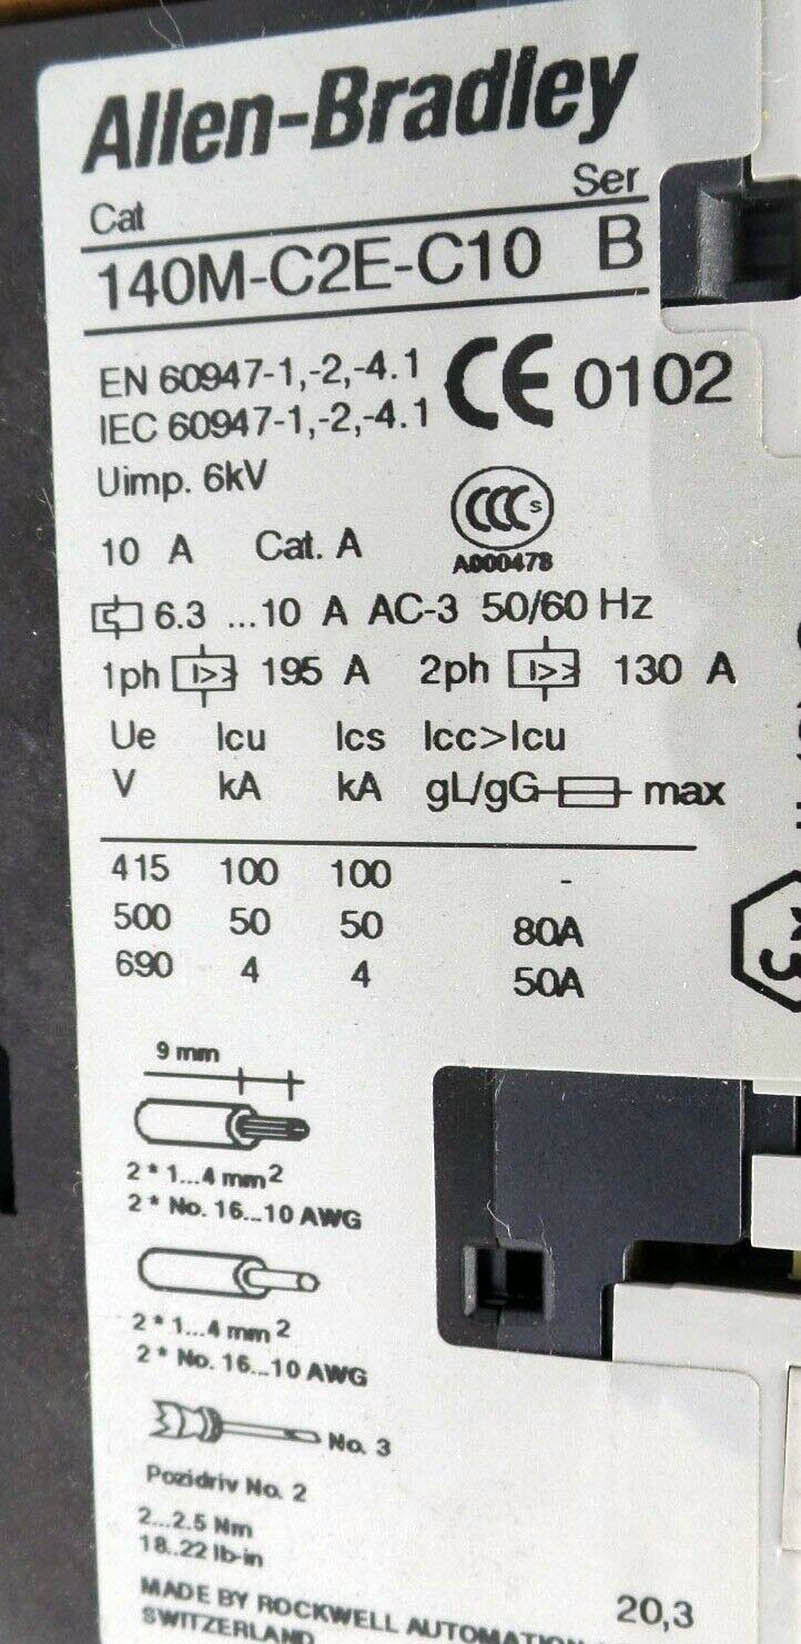 Allen-Bradley
Cat Ser
140M-C2E-C10 B
EN 60947-1,-2,-4.1
IEC 60947-1,-2,-4.1
CE 0102
Uimp. 6kV
CCC S
A000478
10 A Cat. A
6.3 ...10 A AC-3 50/60 Hz
1ph I>> 195 A 2ph I>> 130 A
Ue Icu Ics Icc>Icu
V kA kA gL/gG max
415 100 100 -
500 50 50 80A
690 4 4 50A
9 mm
2 * 1...4 mm2
2 * No. 16...10 AWG
2 * 1...4 mm2
2 * No. 16...10 AWG
No. 3
Pozidriv No. 2
2...2.5 Nm
18..22 lb-in
MADE BY ROCKWELL AUTOMATION
SWITZERLAND
20,3